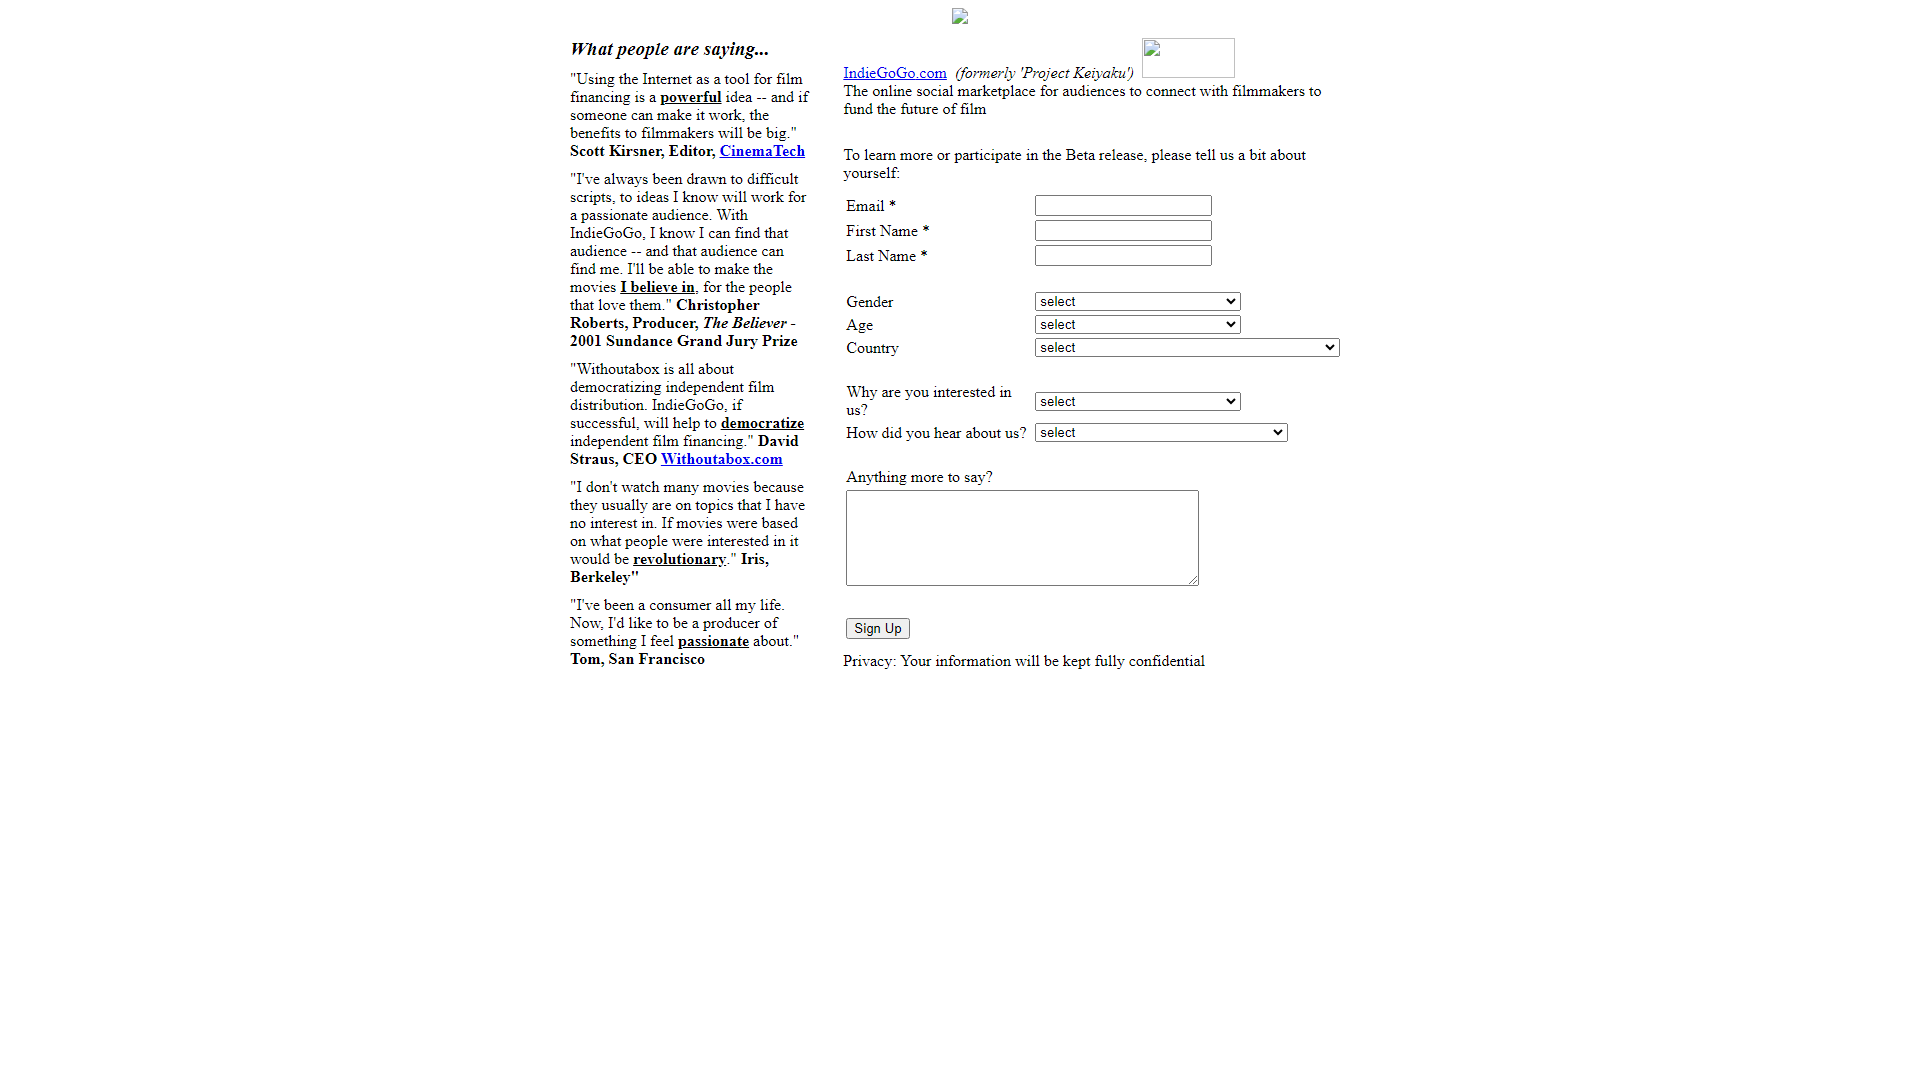 What people are saying...
"Using the Internet as a tool for film
financing is a powerful idea -- and if
someone can make it work, the
benefits to filmmakers will be big."
Scott Kirsner, Editor, CinemaTech
"I've always been drawn to difficult
scripts, to ideas I know will work for
a passionate audience. With
IndieGoGo, I know I can find that
audience -- and that audience can
find me. I'll be able to make the
movies I believe in, for the people
that love them." Christopher
Roberts, Producer, The Believer -
2001 Sundance Grand Jury Prize
"Withoutabox is all about
democratizing independent film
distribution. IndieGoGo, if
successful, will help to democratize
independent film financing." David
Straus, CEO Withoutabox.com
"I don't watch many movies because
they usually are on topics that I have
no interest in. If movies were based
on what people were interested in it
would be revolutionary." Iris,
Berkeley"
"I've been a consumer all my life.
Now, I'd like to be a producer of
something I feel passionate about."
Tom, San Francisco
IndieGoGo.com (formerly 'Project Keiyaku')
The online social marketplace for audiences to connect with filmmakers to
fund the future of film
To learn more or participate in the Beta release, please tell us a bit about
yourself:
Email *
First Name *
Last Name *
Gender select
Age select
Country select
Why are you interested in
us? select
How did you hear about us? select
Anything more to say?
Sign Up
Privacy: Your information will be kept fully confidential